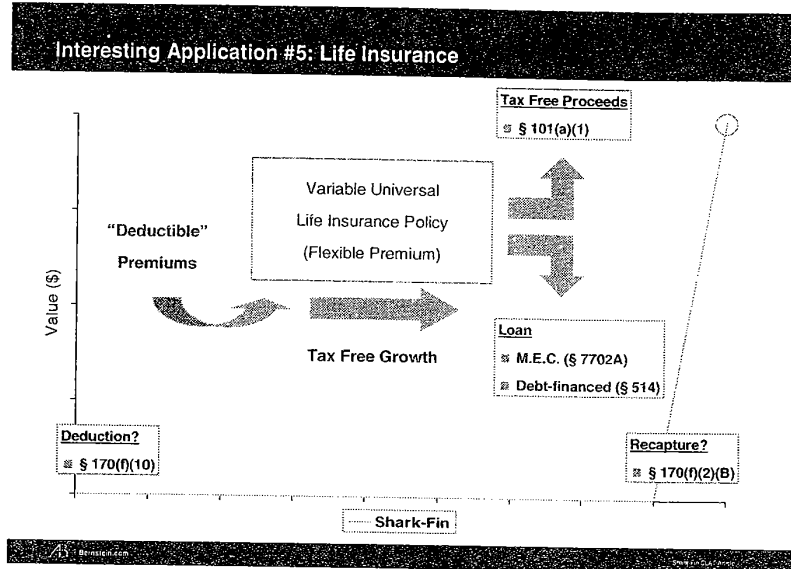 Interesting Application #5: Life Insurance
Tax Free Proceeds
§ 101(a)(1)
Variable Universal
Life Insurance Policy
(Flexible Premium)
"Deductible"
Premiums
Value ($)
Tax Free Growth
Loan
M.E.C. (§ 7702A)
Debt-financed (§ 514)
Deduction?
§ 170(f)(10)
Recapture?
§ 170(f)(2)(B)
Shark-Fin
AB Bernstein.com